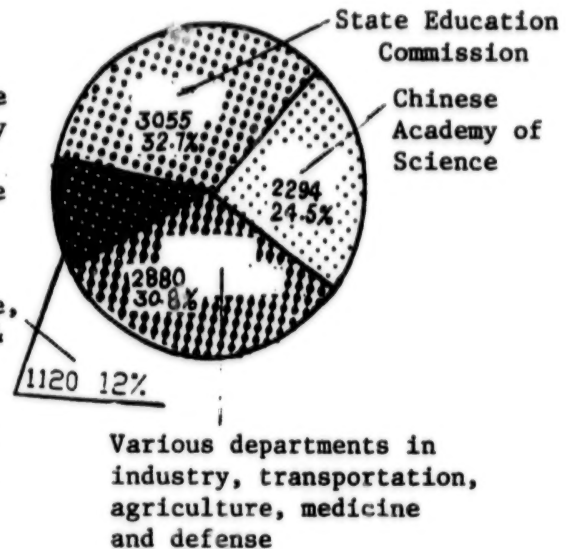 State Education
Commission
Chinese
Academy of
Science
3055
32.7%
2294
24.5%
2880
30.8%
1120 12%
Various departments in
industry, transportation,
agriculture, medicine
and defense